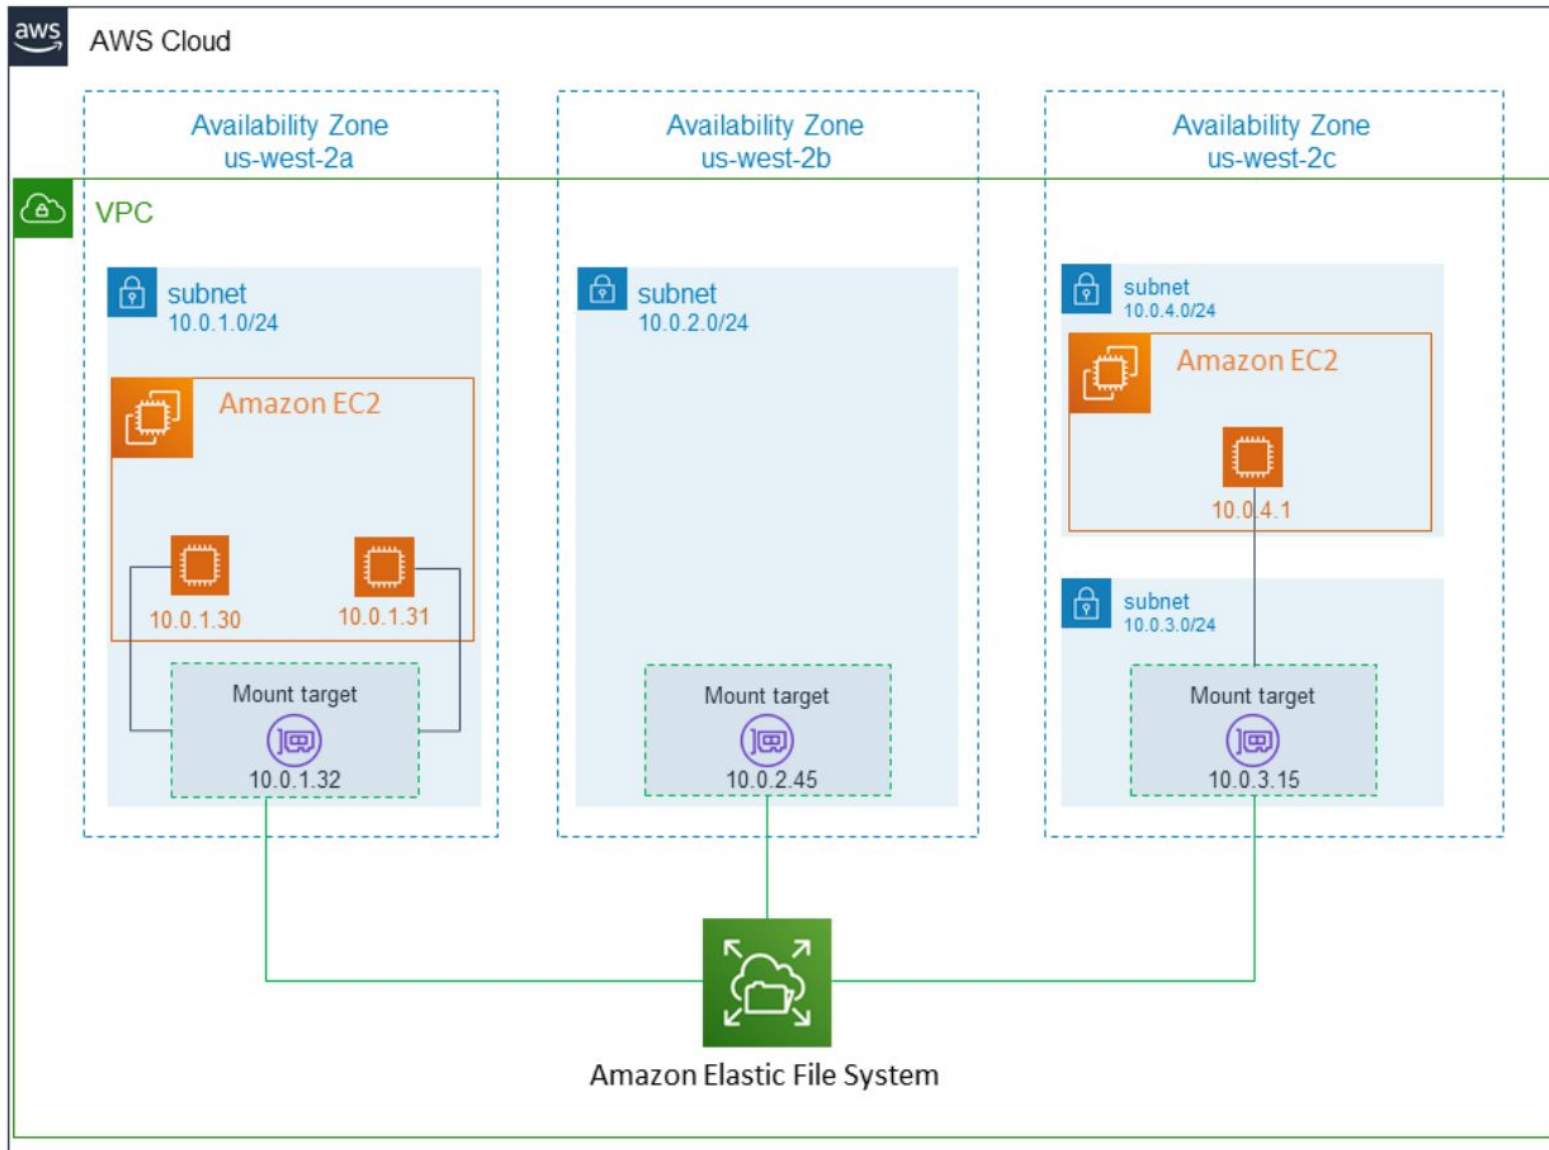 aws
AWS Cloud
Availability Zone
us-west-2a
Availability Zone
us-west-2b
Availability Zone
us-west-2c
VPC
subnet
10.0.1.0/24
subnet
10.0.2.0/24
subnet
10.0.4.0/24
Amazon EC2
Amazon EC2
10.0.4.1
10.0.1.30
10.0.1.31
subnet
10.0.3.0/24
Mount target
10.0.1.32
Mount target
10.0.2.45
Mount target
10.0.3.15
Amazon Elastic File System